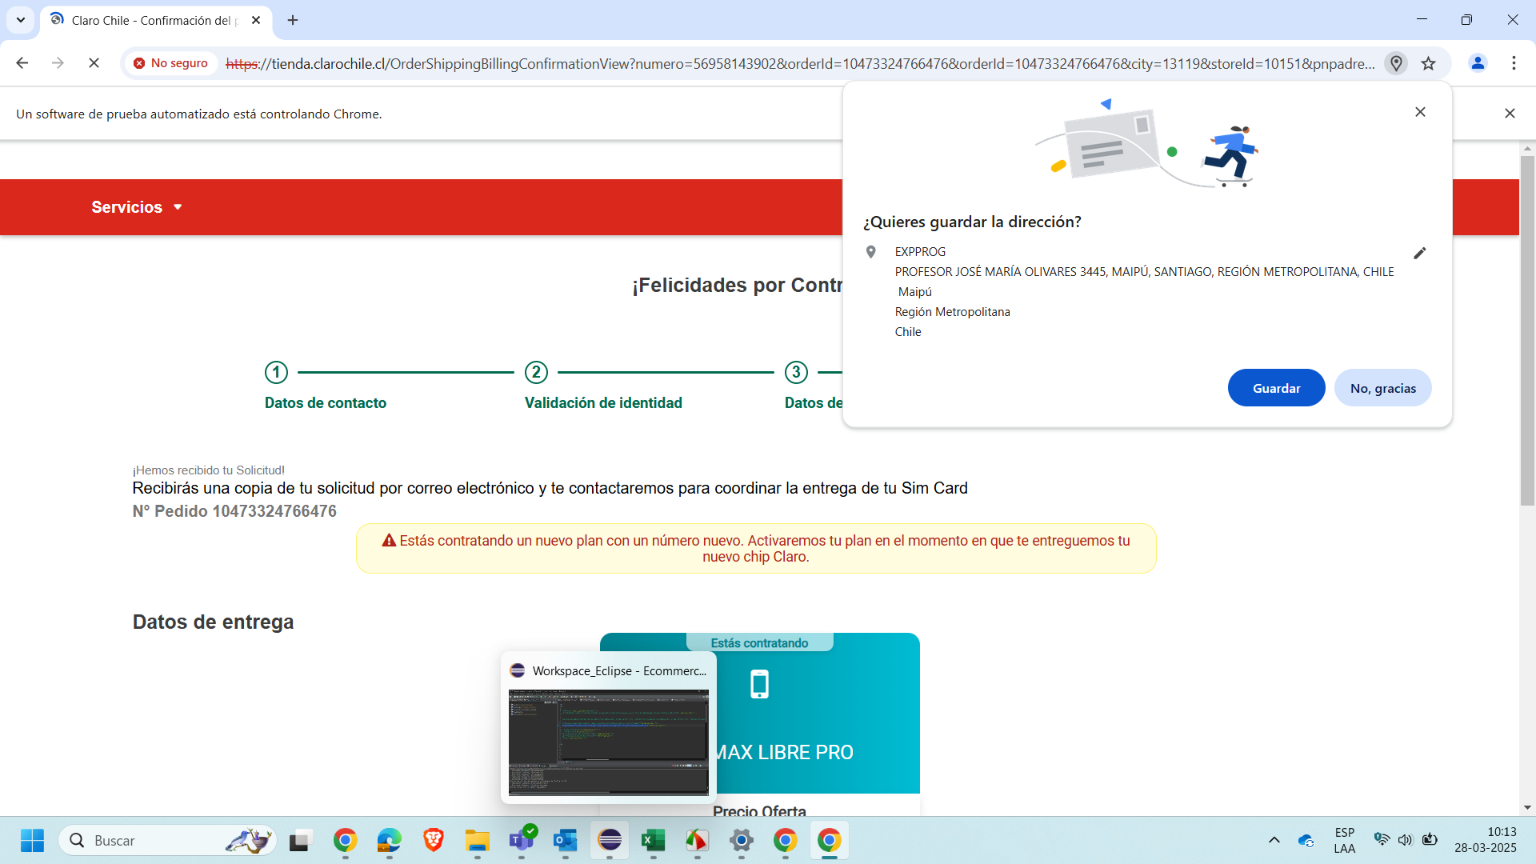 Claro Chile - Confirmación del p
No seguro
https://tienda.clarochile.cl/OrderShippingBillingConfirmationView?numero=56958143902&orderId=10473324766476&orderId=10473324766476&city=13119&storeId=10151&pnpadre...
Un software de prueba automatizado está controlando Chrome.
Servicios
¿Quieres guardar la dirección?
EXPPROG
PROFESOR JOSÉ MARÍA OLIVARES 3445, MAIPÚ, SANTIAGO, REGIÓN METROPOLITANA, CHILE
Maipú
Región Metropolitana
Chile
Guardar
No, gracias
¡Felicidades por Contr
1
2
3
Datos de contacto
Validación de identidad
Datos de
¡Hemos recibido tu Solicitud!
Recibirás una copia de tu solicitud por correo electrónico y te contactaremos para coordinar la entrega de tu Sim Card
N° Pedido 10473324766476
Estás contratando un nuevo plan con un número nuevo. Activaremos tu plan en el momento en que te entreguemos tu
nuevo chip Claro.
Datos de entrega
Estás contratando
Workspace_Eclipse - Ecommerc...
MAX LIBRE PRO
Precio Oferta
Buscar
ESP
LAA
10:13
28-03-2025